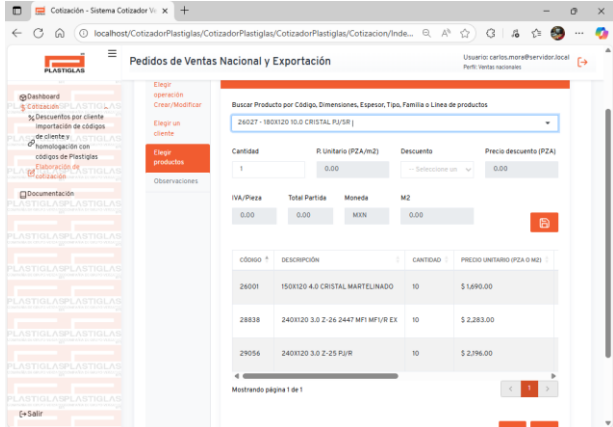 Cotización - Sistema Cotizador Ve
localhost/CotizadorPlastiglas/CotizadorPlastiglas/CotizadorPlastiglas/Cotizacion/Inde...
PLASTIGLAS
Pedidos de Ventas Nacional y Exportación
Usuario: carlos.mora@servidor.local
Perfil: Ventas nacionales
Dashboard
Cotización
Descuentos por cliente
Importación de códigos
de cliente y
homologación con
códigos de Plastiglas
Elaboración de
cotización
Documentación
Salir
Elegir
operación
Crear/Modificar
Elegir un
cliente
Elegir
productos
Observaciones
Buscar Producto por Código, Dimensiones, Espesor, Tipo, Familia o Línea de productos
26027 - 180X120 10.0 CRISTAL PJ/SR
Cantidad P. Unitario (PZA/m2) Descuento Precio descuento (PZA)
1 0.00 -- Seleccione un 0.00
IVA/Pieza Total Partida Moneda M2
0.00 0.00 MXN 0.00
CÓDIGO DESCRIPCIÓN CANTIDAD PRECIO UNITARIO (PZA O M2)
26001 150X120 4.0 CRISTAL MARTELINADO 10 $ 1,690.00
28838 240X120 3.0 Z-26 2447 MF1 MF1/R EX 10 $ 2,283.00
29056 240X120 3.0 Z-25 PJ/R 10 $ 2,196.00
Mostrando página 1 de 1
1